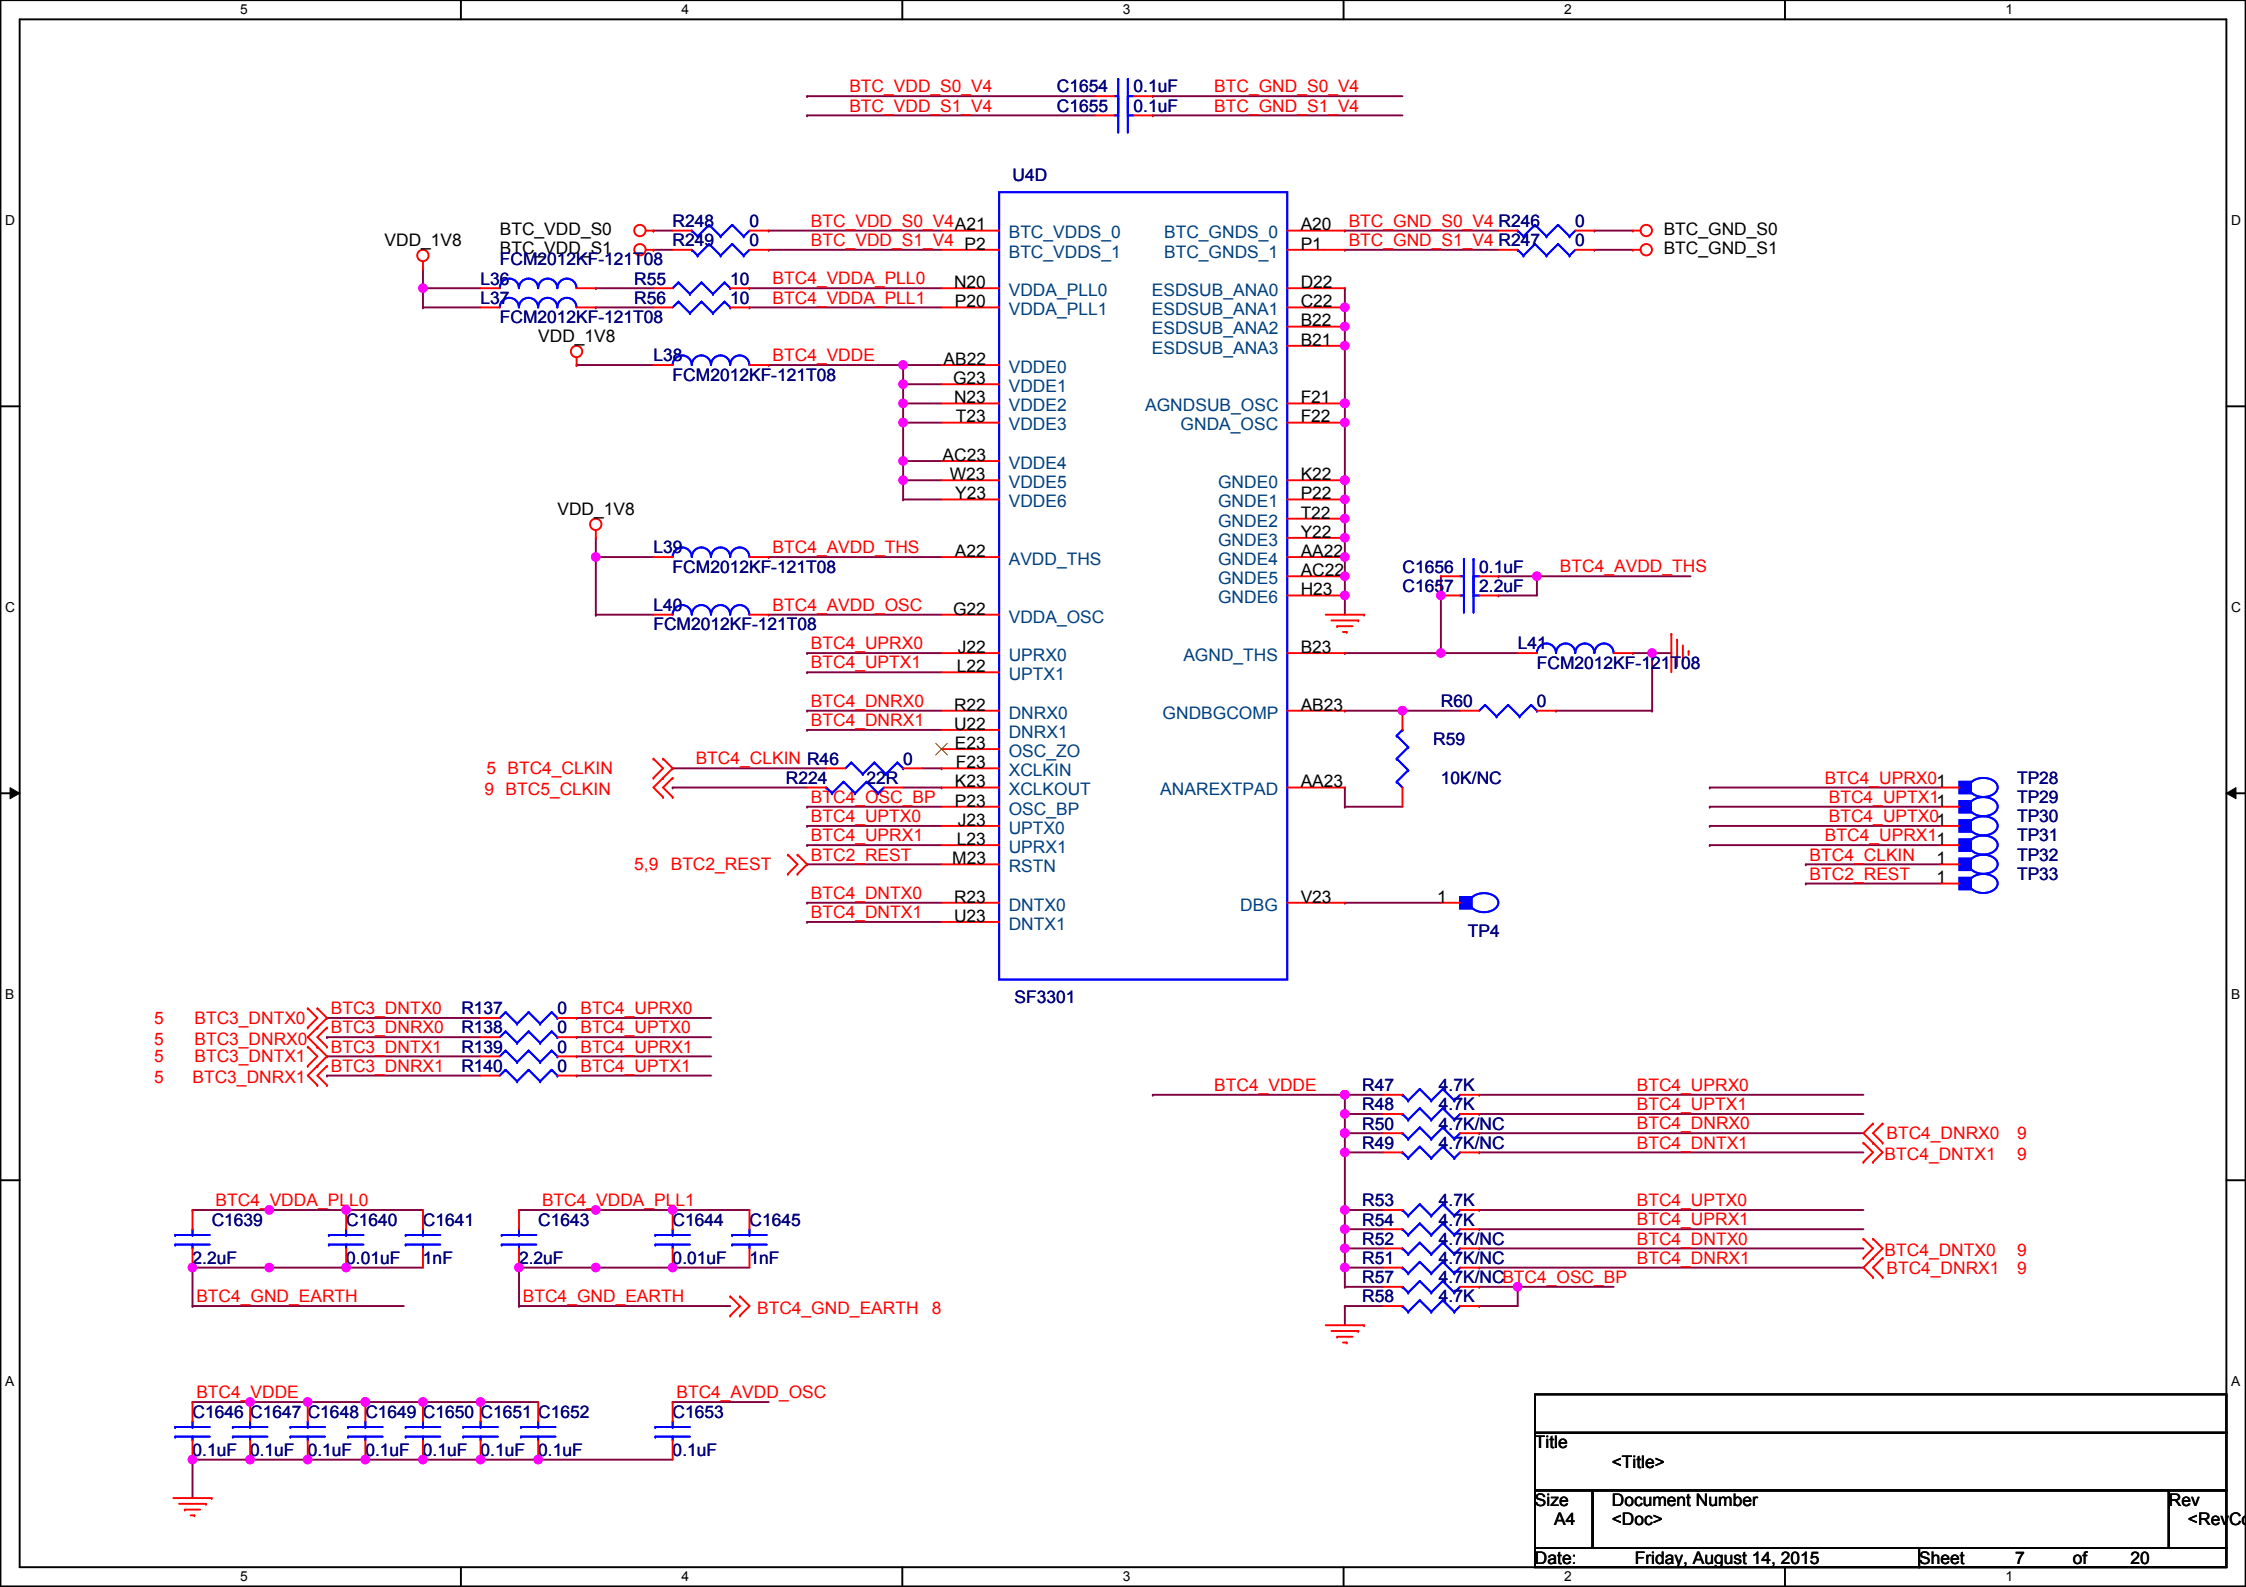 5 4 3 2 1
BTC_VDD_S0_V4 C1654 0.1uF BTC_GND_S0_V4
BTC_VDD_S1_V4 C1655 0.1uF BTC_GND_S1_V4
U4D
D D
BTC_VDD_S0 R248 0 BTC_VDD_S0_V4 A21 BTC_VDDS_0
BTC_VDD_S1 R249 0 BTC_VDD_S1_V4 P2 BTC_VDDS_1
VDD_1V8
FCM2012KF-121T08
L36 R55 10 BTC4_VDDA_PLL0 N20 VDDA_PLL0
L37 R56 10 BTC4_VDDA_PLL1 P20 VDDA_PLL1
FCM2012KF-121T08
VDD_1V8
L38 BTC4_VDDE AB22 VDDE0
FCM2012KF-121T08
G23 VDDE1
N23 VDDE2
T23 VDDE3
AC23 VDDE4
W23 VDDE5
Y23 VDDE6
VDD_1V8
L39 BTC4_AVDD_THS A22 AVDD_THS
FCM2012KF-121T08
L40 BTC4_AVDD_OSC G22 VDDA_OSC
FCM2012KF-121T08
BTC4_UPRX0 J22 UPRX0
BTC4_UPTX1 L22 UPTX1
BTC4_DNRX0 R22 DNRX0
BTC4_DNRX1 U22 DNRX1
E23 OSC_ZO
5 BTC4_CLKIN BTC4_CLKIN R46 0 F23 XCLKIN
9 BTC5_CLKIN R224 22R K23 XCLKOUT
BTC4_OSC_BP P23 OSC_BP
BTC4_UPTX0 J23 UPTX0
BTC4_UPRX1 L23 UPRX1
5,9 BTC2_REST BTC2_REST M23 RSTN
BTC4_DNTX0 R23 DNTX0
BTC4_DNTX1 U23 DNTX1
SF3301
BTC_GNDS_0 A20 BTC_GND_S0_V4 R246 0 BTC_GND_S0
BTC_GNDS_1 P1 BTC_GND_S1_V4 R247 0 BTC_GND_S1
ESDSUB_ANA0 D22
ESDSUB_ANA1 C22
ESDSUB_ANA2 B22
ESDSUB_ANA3 B21
AGNDSUB_OSC F21
GNDA_OSC F22
GNDE0 K22
GNDE1 P22
GNDE2 T22
GNDE3 Y22
GNDE4 AA22
GNDE5 AC22
GNDE6 H23
C1656 0.1uF BTC4_AVDD_THS
C1657 2.2uF
C C
AGND_THS B23 L41
FCM2012KF-121T08
GNDBGCOMP AB23 R60 0
R59
10K/NC
ANAREXTPAD AA23
DBG V23 1
TP4
BTC4_UPRX0 1 TP28
BTC4_UPTX1 1 TP29
BTC4_UPTX0 1 TP30
BTC4_UPRX1 1 TP31
BTC4_CLKIN 1 TP32
BTC2_REST 1 TP33
B B
5 BTC3_DNTX0 BTC3_DNTX0 R137 0 BTC4_UPRX0
5 BTC3_DNRX0 BTC3_DNRX0 R138 0 BTC4_UPTX0
5 BTC3_DNTX1 BTC3_DNTX1 R139 0 BTC4_UPRX1
5 BTC3_DNRX1 BTC3_DNRX1 R140 0 BTC4_UPTX1
BTC4_VDDE R47 4.7K BTC4_UPRX0
R48 4.7K BTC4_UPTX1
R50 4.7K/NC BTC4_DNRX0 BTC4_DNRX0 9
R49 4.7K/NC BTC4_DNTX1 BTC4_DNTX1 9
R53 4.7K BTC4_UPTX0
R54 4.7K BTC4_UPRX1
R52 4.7K/NC BTC4_DNTX0 BTC4_DNTX0 9
R51 4.7K/NC BTC4_DNRX1 BTC4_DNRX1 9
R57 4.7K/NC BTC4_OSC_BP
R58 4.7K
BTC4_VDDA_PLL0 BTC4_VDDA_PLL1
C1639 C1640 C1641 C1643 C1644 C1645
2.2uF 0.01uF 1nF 2.2uF 0.01uF 1nF
BTC4_GND_EARTH BTC4_GND_EARTH BTC4_GND_EARTH 8
A A
BTC4_VDDE BTC4_AVDD_OSC
C1646 C1647 C1648 C1649 C1650 C1651 C1652 C1653
0.1uF 0.1uF 0.1uF 0.1uF 0.1uF 0.1uF 0.1uF 0.1uF
Title
<Title>
Size Document Number Rev
A4 <Doc> <RevCo
Date: Friday, August 14, 2015 Sheet 7 of 20
5 4 3 2 1